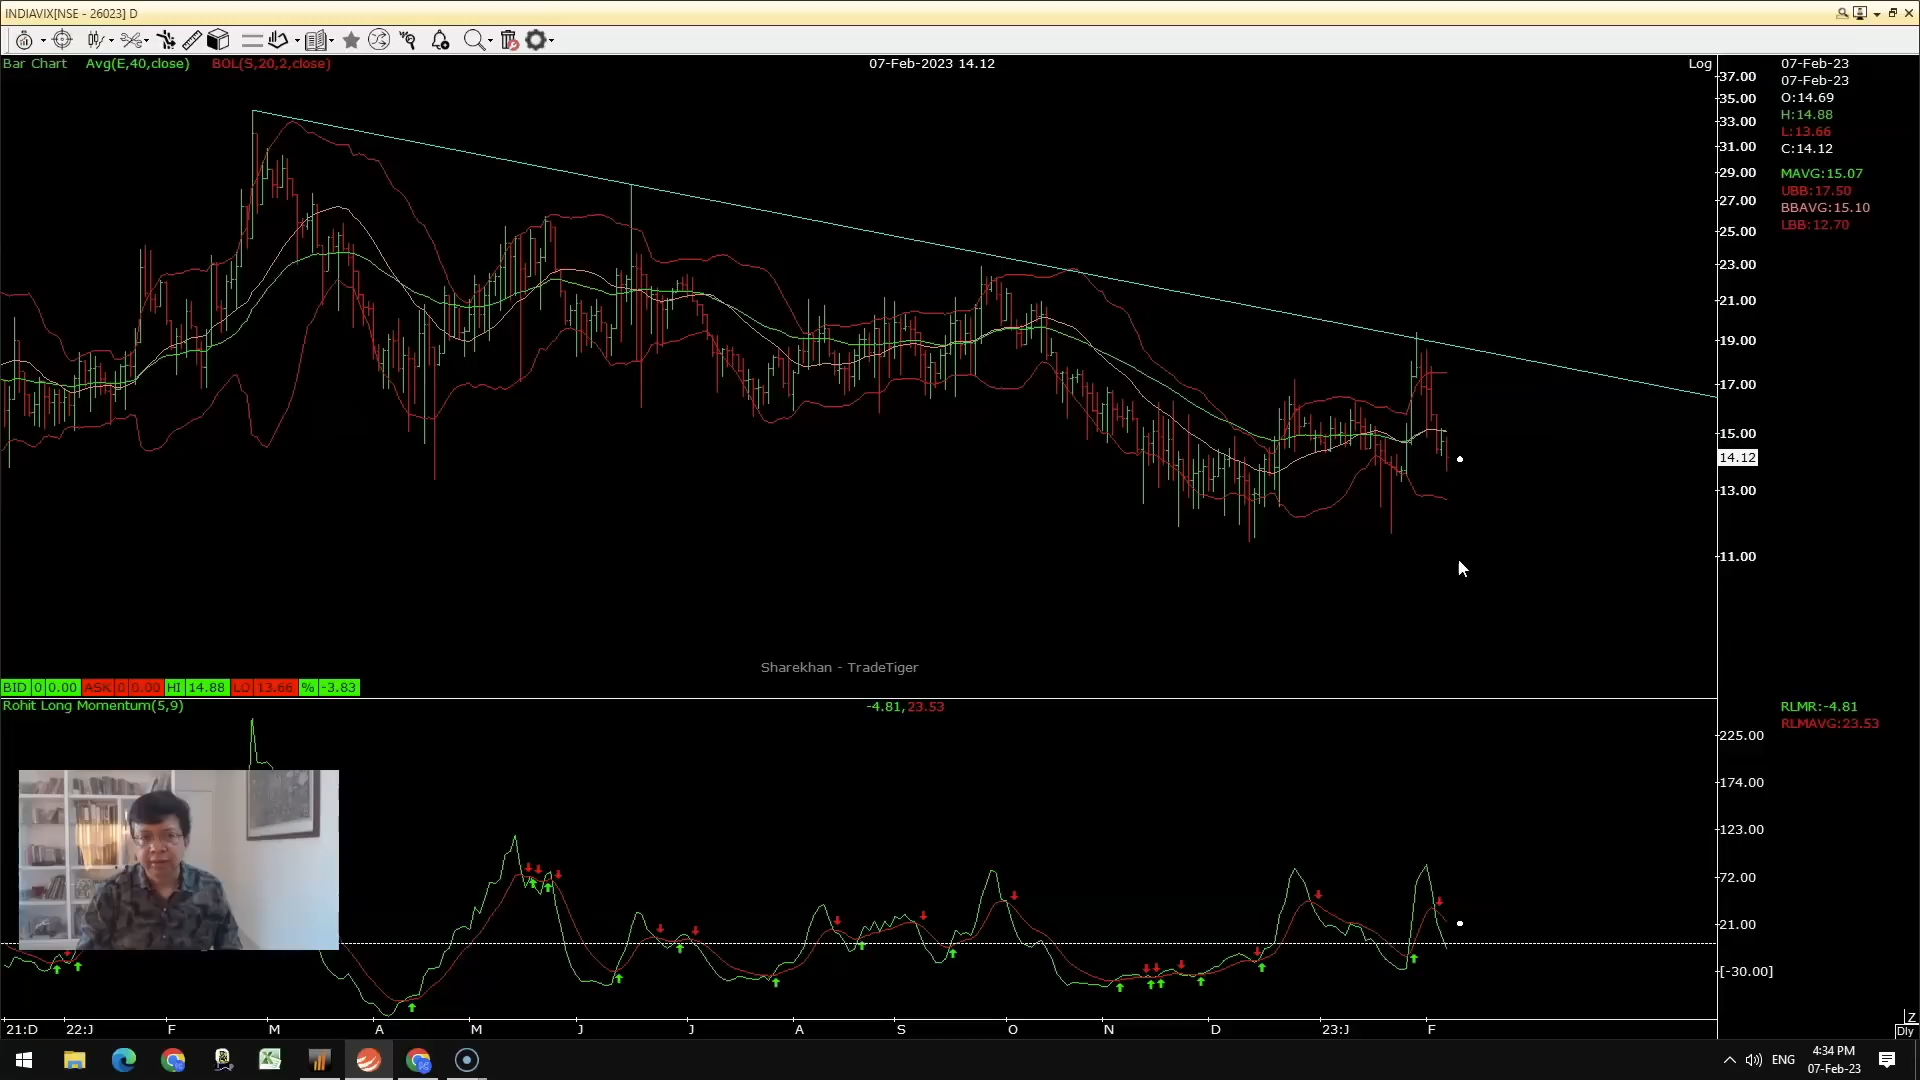 INDIAVIX[NSE - 26023] D
Bar Chart Avg(E,40,close) BOL(S,20,2,close) 07-Feb-2023 14.12 Log
37.00
35.00
33.00
31.00
29.00
27.00
25.00
23.00
21.00
19.00
17.00
15.00
14.12
13.00
11.00
07-Feb-23
07-Feb-23
O:14.69
H:14.88
L:13.66
C:14.12
MAVG:15.07
UBB:17.50
BBAVG:15.10
LBB:12.70
Sharekhan - TradeTiger
BID 0 0.00 ASK 0 0.00 HI 14.88 LO 13.66 % -3.83
Rohit Long Momentum(5,9) -4.81,23.53
RLMR:-4.81
RLMAVG:23.53
225.00
174.00
123.00
72.00
21.00
[-30.00]
21:D 22:J F M A M J J A S O N D 23:J F
Z
Dly
ENG
4:34 PM
07-Feb-23